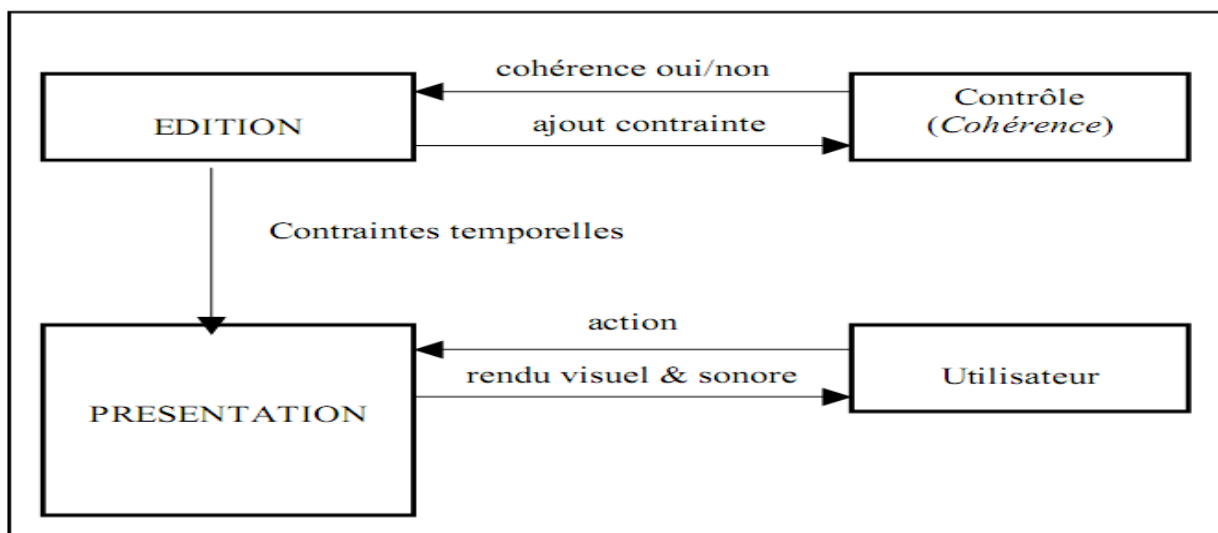 cohérence oui/non
EDITION
ajout contrainte
Contrôle
(Cohérence)
Contraintes temporelles
action
rendu visuel & sonore
PRESENTATION
Utilisateur